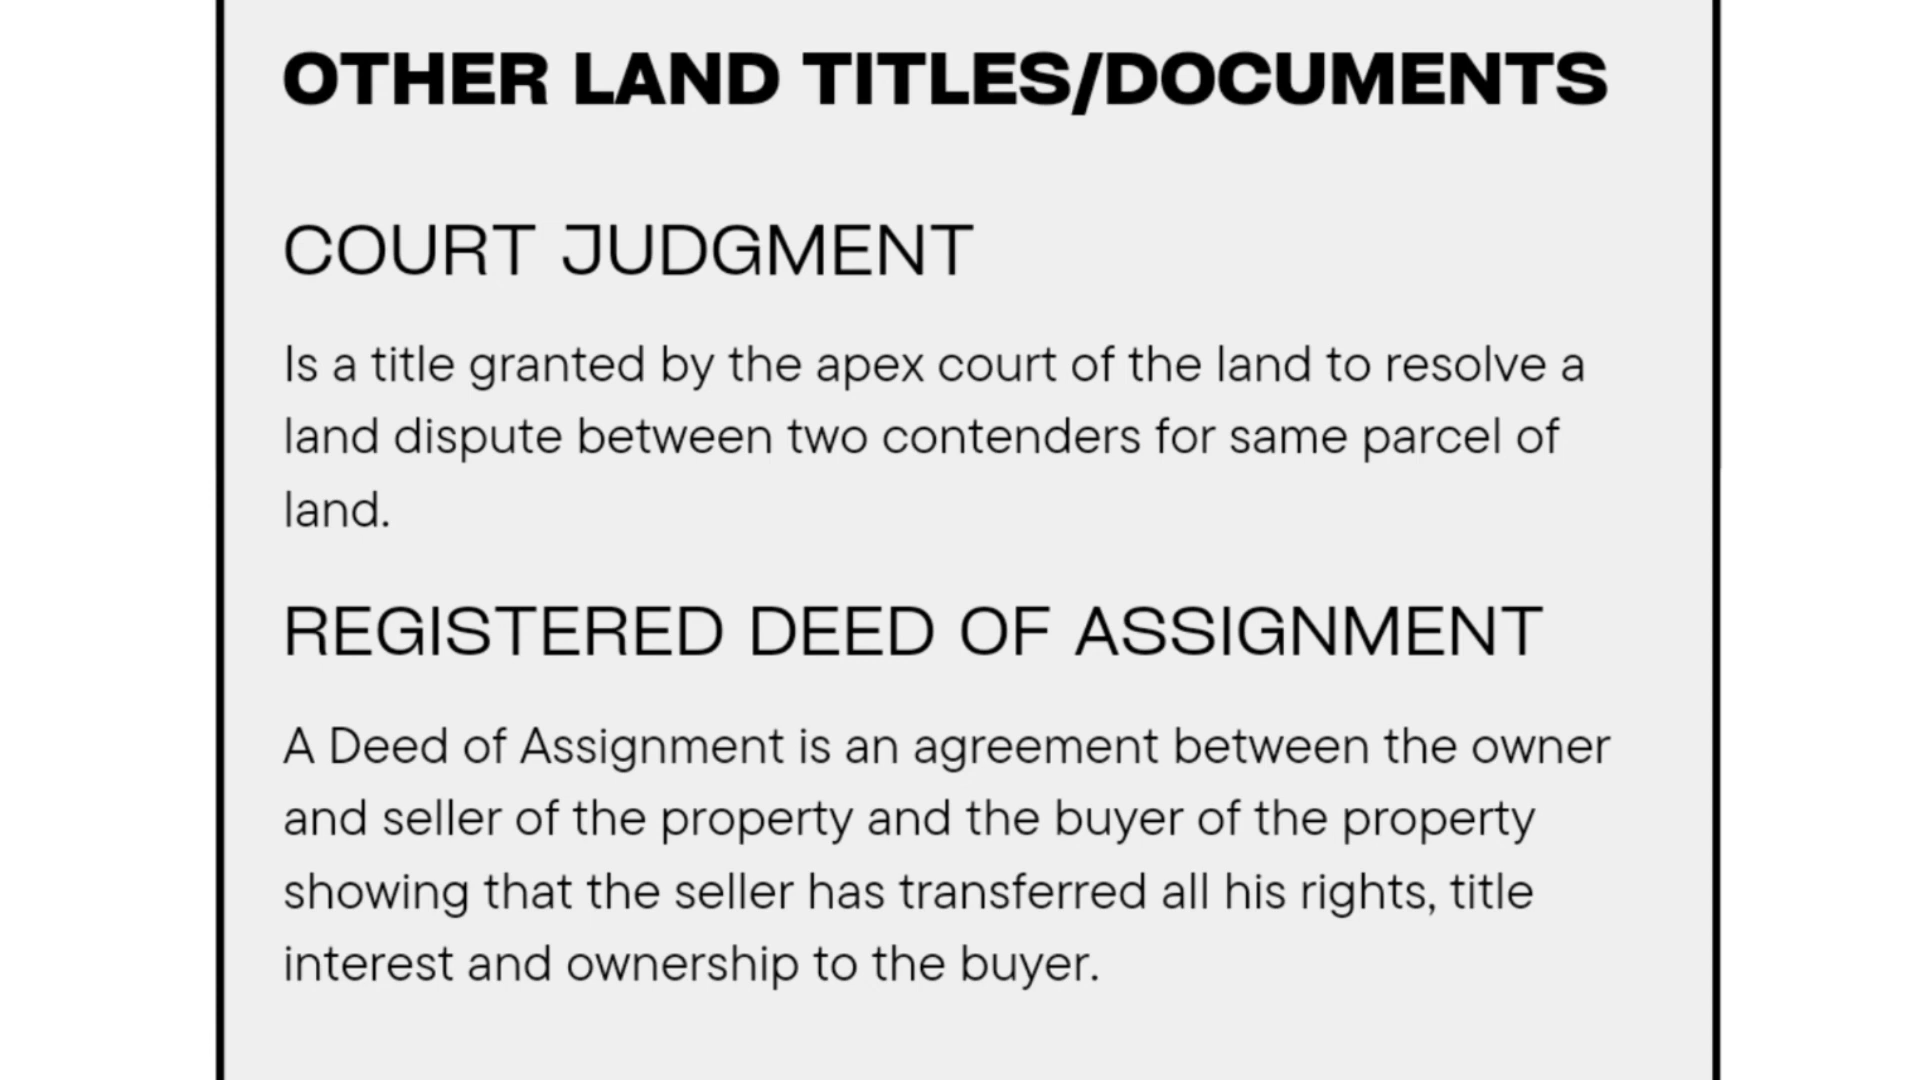 OTHER LAND TITLES/DOCUMENTS
COURT JUDGMENT
Is a title granted by the apex court of the land to resolve a
land dispute between two contenders for same parcel of
land.
REGISTERED DEED OF ASSIGNMENT
A Deed of Assignment is an agreement between the owner
and seller of the property and the buyer of the property
showing that the seller has transferred all his rights, title
interest and ownership to the buyer.